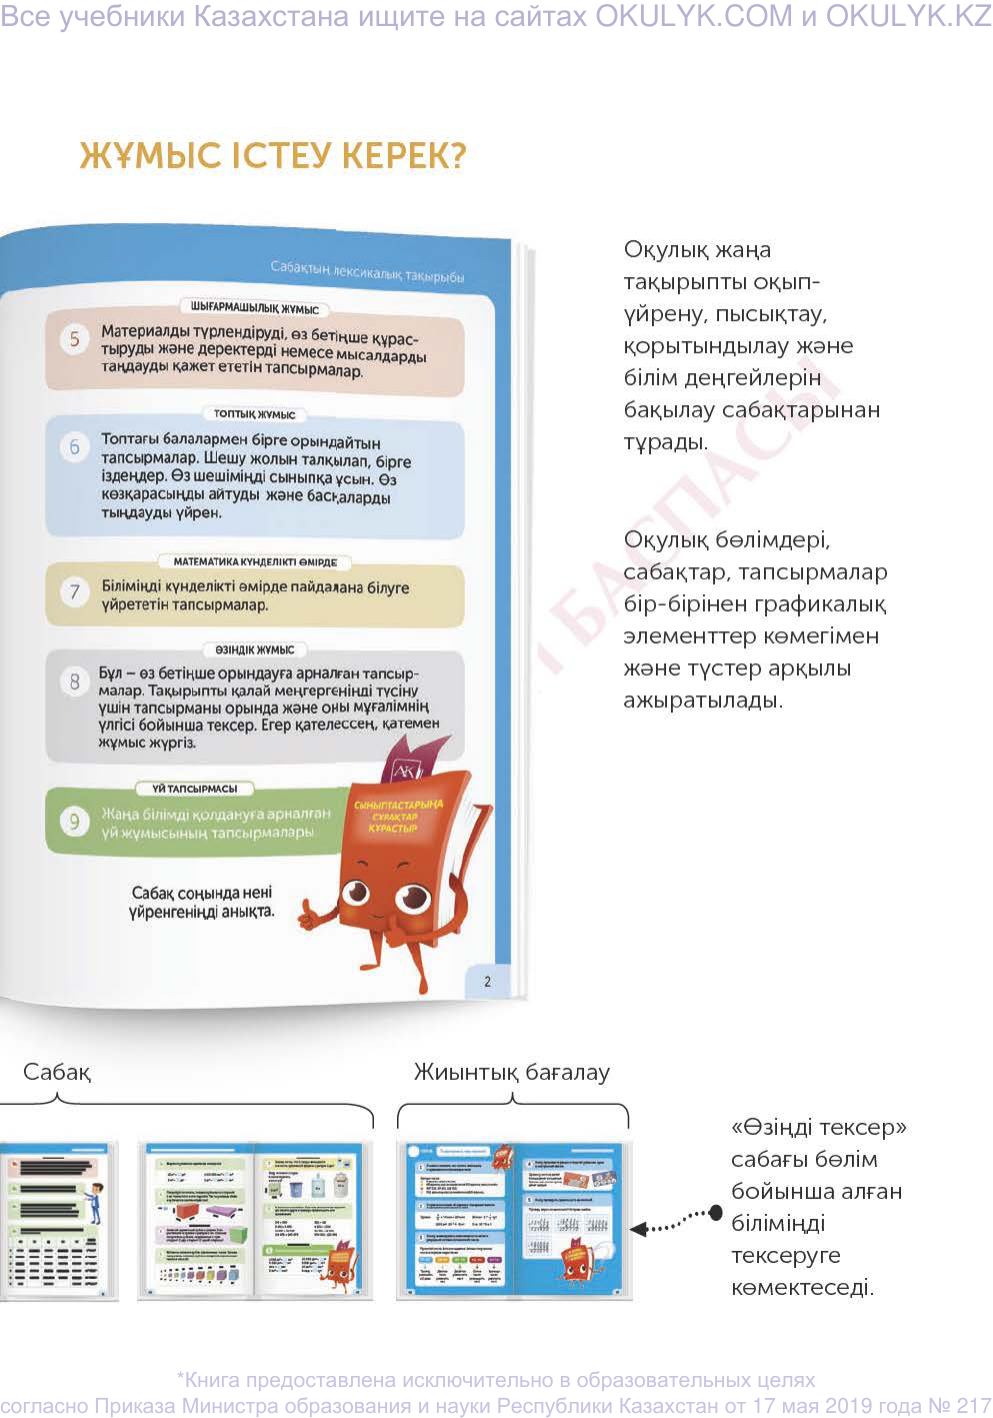 Все учебники Казахстана ищите на сайтах OKULYK.COM и OKULYK.KZ
ЖҰМЫС ІСТЕУ КЕРЕК?
Сабақтың лексикалық тақырыбы
ШЫҒАРМАШЫЛЫҚ ЖҰМЫС
5
Материалды түрлендіруді, өз бетіңше құрас-
тыруды және деректерді немесе мысалдарды
таңдауды қажет ететін тапсырмалар.
ТОПТЫҚ ЖҰМЫС
6
Топтағы балалармен бірге орындайтын
тапсырмалар. Шешу жолын талқылап, бірге
іздеңдер. Өз шешіміңді сыныпқа ұсын. Өз
көзқарасыңды айтуды және басқаларды
тыңдауды үйрен.
МАТЕМАТИКА КҮНДЕЛІКТІ ӨМІРДЕ
7
Біліміңді күнделікті өмірде пайдалана білуге
үйрететін тапсырмалар.
ӨЗІНДІК ЖҰМЫС
8
Бұл – өз бетіңше орындауға арналған тапсыр-
малар. Тақырыпты қалай меңгергеніңді түсіну
үшін тапсырманы орында және оны мұғалімнің
үлгісі бойынша тексер. Егер қателессең, қатемен
жұмыс жүргіз.
ҮЙ ТАПСЫРМАСЫ
9
Жаңа білімді қолдануға арналған
үй жұмысының тапсырмалары
АК
СЫНЫПТАСТАРЫҢА
СҰРАҚТАР
ҚҰРАСТЫР
Сабақ соңында нені
үйренгеніңді анықта.
2
Оқулық жаңа
тақырыпты оқып-
үйрену, пысықтау,
қорытындылау және
білім деңгейлерін
бақылау сабақтарынан
тұрады.
Оқулық бөлімдері,
сабақтар, тапсырмалар
бір-бірінен графикалық
элементтер көмегімен
және түстер арқылы
ажыратылады.
БАСПАСЫ
Сабақ
Жиынтық бағалау
«Өзіңді тексер»
сабағы бөлім
бойынша алған
біліміңді
тексеруге
көмектеседі.
*Книга предоставлена исключительно в образовательных целях
согласно Приказа Министра образования и науки Республики Казахстан от 17 мая 2019 года № 217